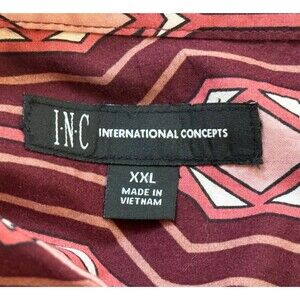 I·N·C INTERNATIONAL CONCEPTS
XXL
MADE IN
VIETNAM